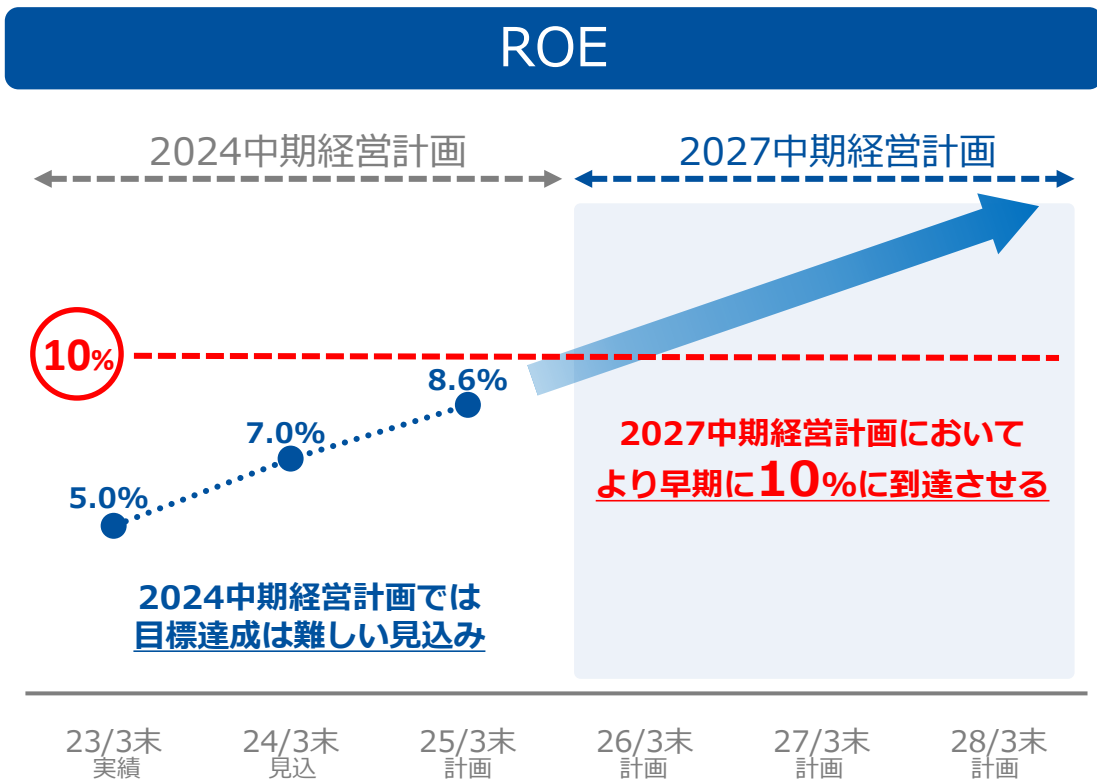 ROE
2024中期経営計画
2027中期経営計画
10%
8.6%
7.0%
5.0%
2027中期経営計画において
より早期に10%に到達させる
2024中期経営計画では
目標達成は難しい見込み
23/3末 24/3末 25/3末 26/3末 27/3末 28/3末
実績 見込 計画 計画 計画 計画